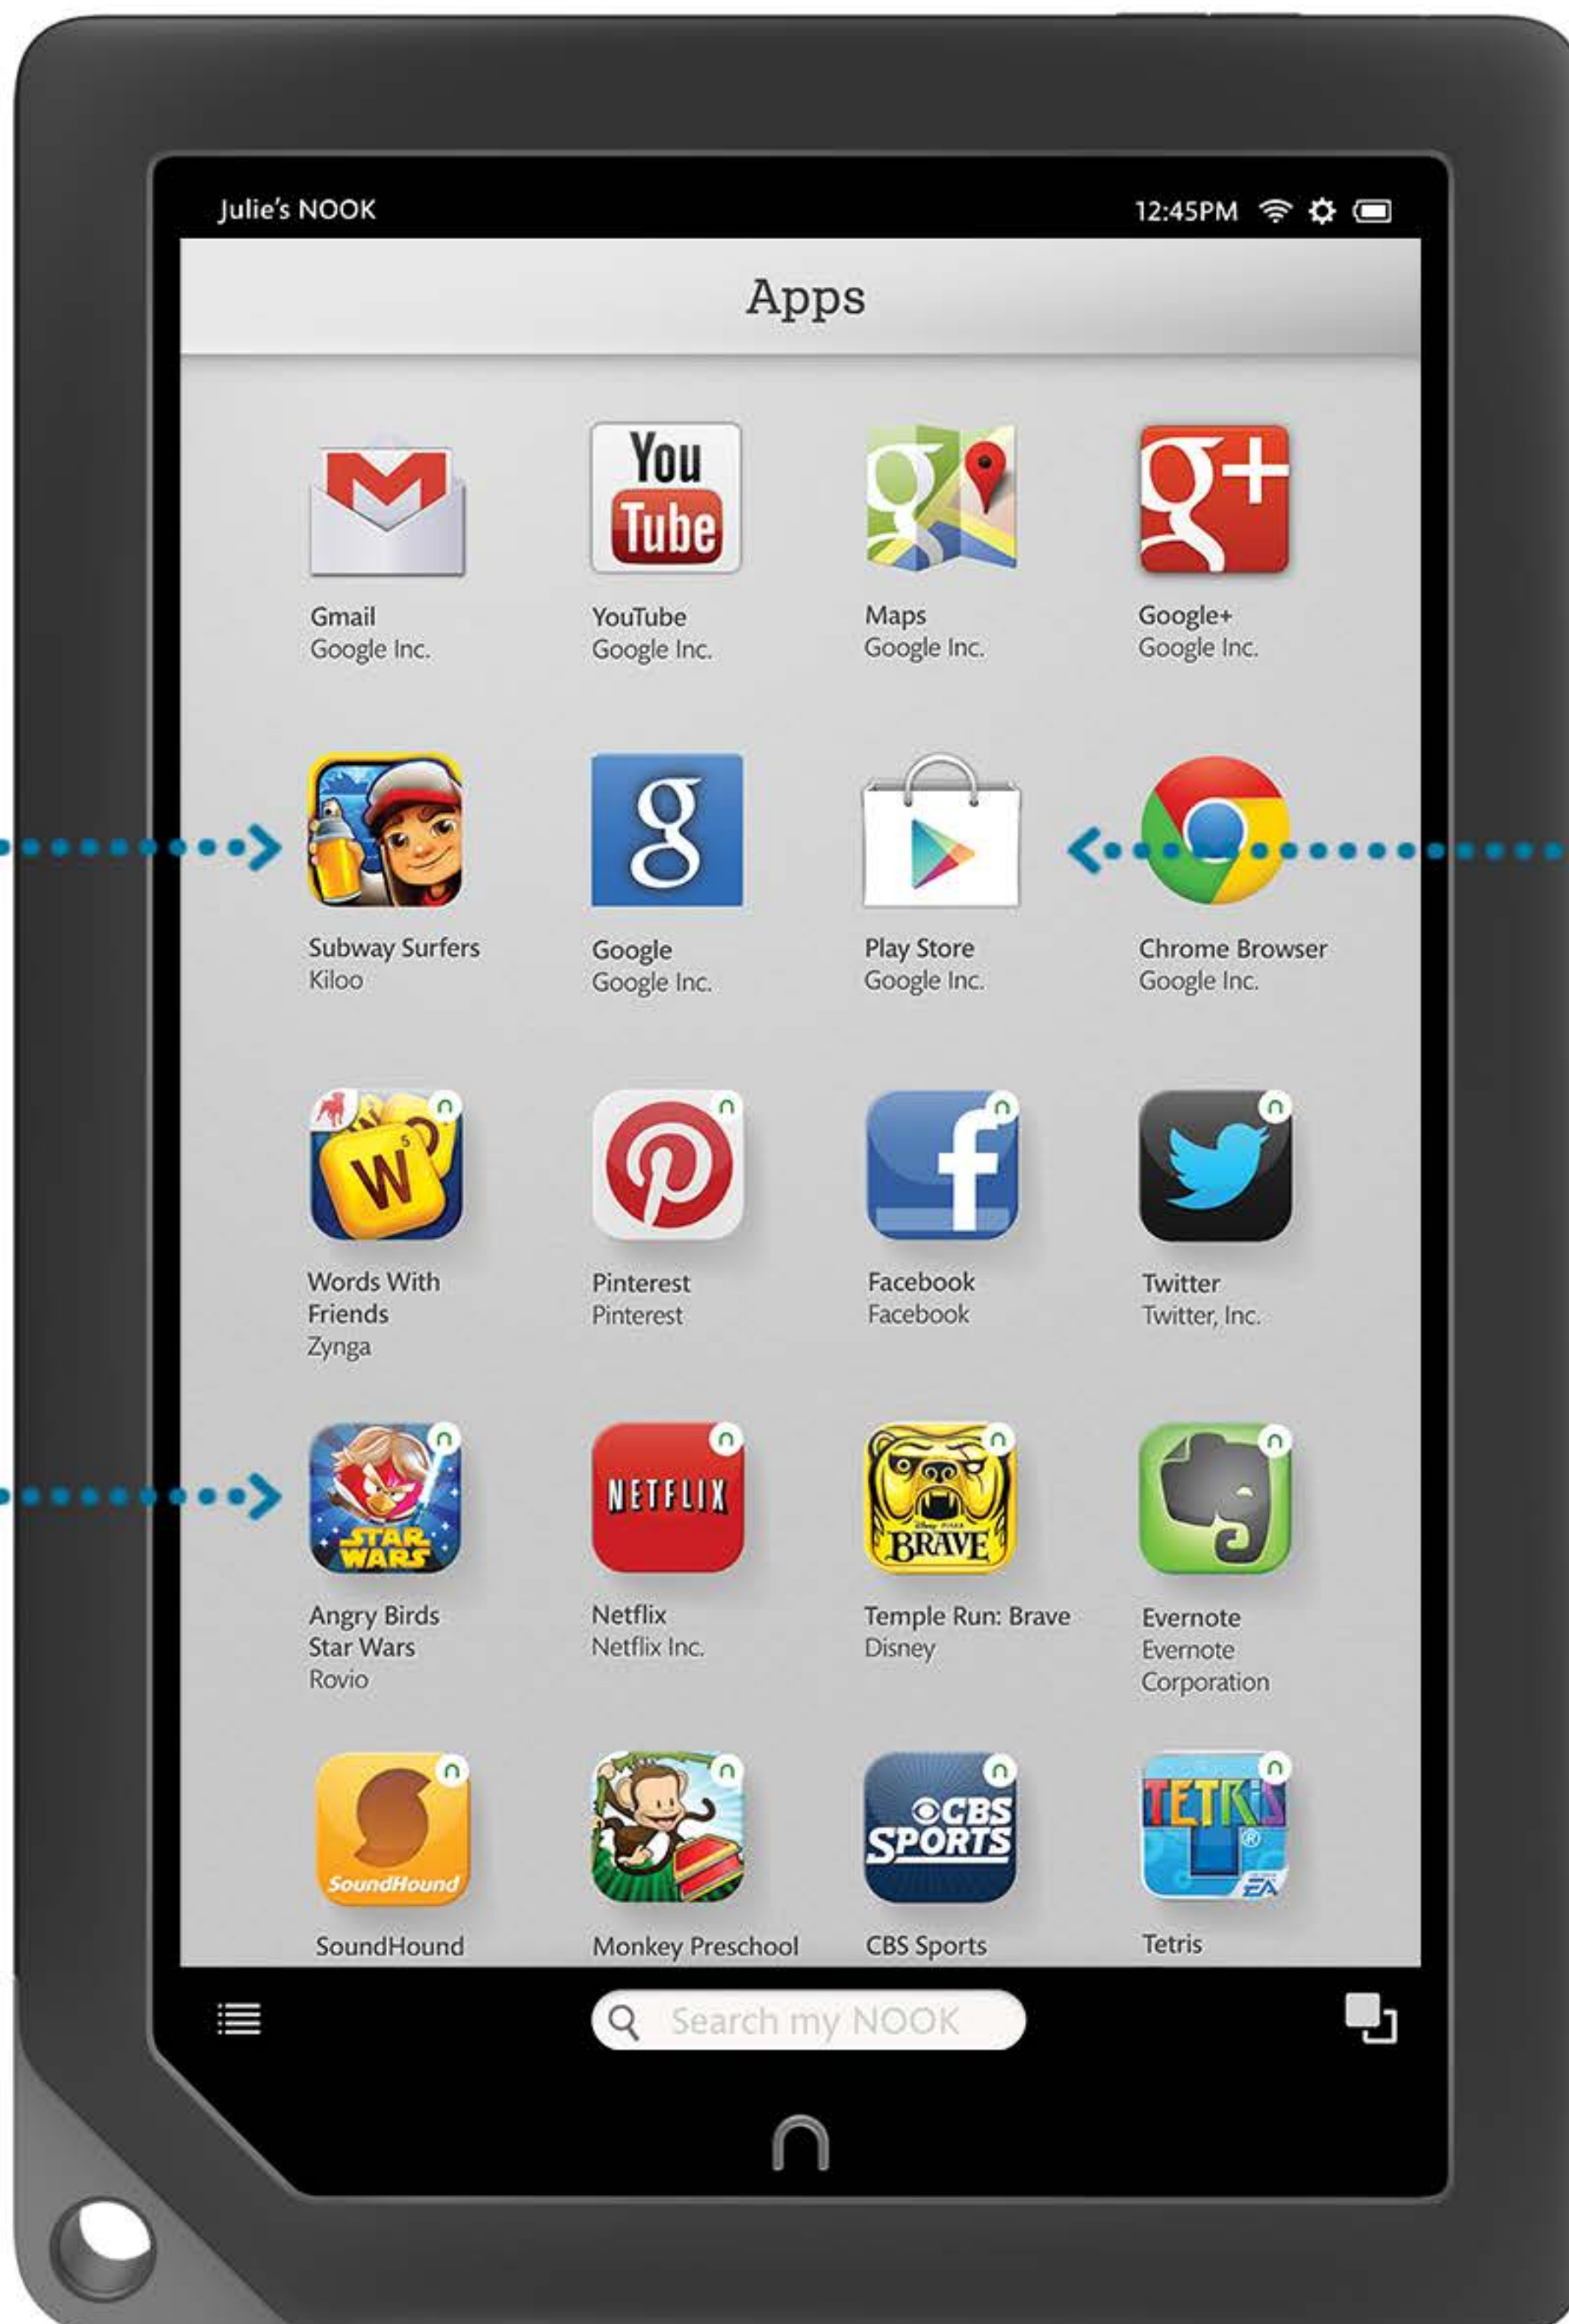 Julie's NOOK
12:45PM
Apps
You
Tube
g
g+
Gmail
Google Inc.
YouTube
Google Inc.
Maps
Google Inc.
Google+
Google Inc.
g
Subway Surfers
Kiloo
Google
Google Inc.
Play Store
Google Inc.
Chrome Browser
Google Inc.
W
5
f
Words With
Friends
Zynga
Pinterest
Pinterest
Facebook
Facebook
Twitter
Twitter, Inc.
STAR
WARS
NETFLIX
BRAVE
Angry Birds
Star Wars
Rovio
Netflix
Netflix Inc.
Temple Run: Brave
Disney
Evernote
Evernote
Corporation
SoundHound
CBS
SPORTS
TETRIS
®
EA
SoundHound
Monkey Preschool
CBS Sports
Tetris
Search my NOOK
n